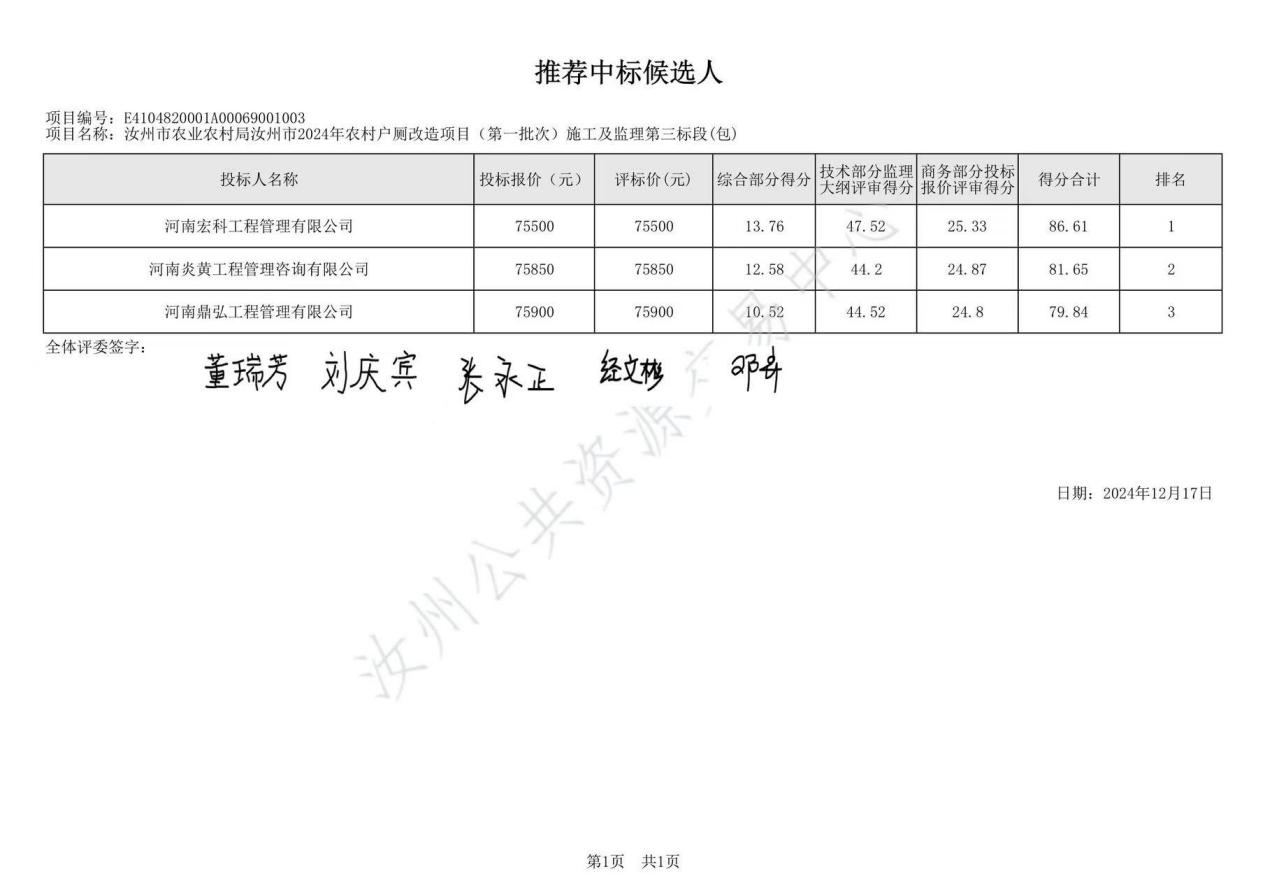 推荐中标候选人
项目编号：E4104820001A00069001003
项目名称：汝州市农业农村局汝州市2024年农村户厕改造项目（第一批次）施工及监理第三标段(包)
投标人名称 投标报价（元） 评标价(元) 综合部分得分 技术部分监理大纲评审得分 商务部分投标报价评审得分 得分合计 排名
河南宏科工程管理有限公司 75500 75500 13.76 47.52 25.33 86.61 1
河南炎黄工程管理咨询有限公司 75850 75850 12.58 44.2 24.87 81.65 2
河南鼎弘工程管理有限公司 75900 75900 10.52 44.52 24.8 79.84 3
全体评委签字：
董瑞芳 刘庆宾 张永正 经文 邓
日期：2024年12月17日
汝州公共资源交易中心
第1页 共1页